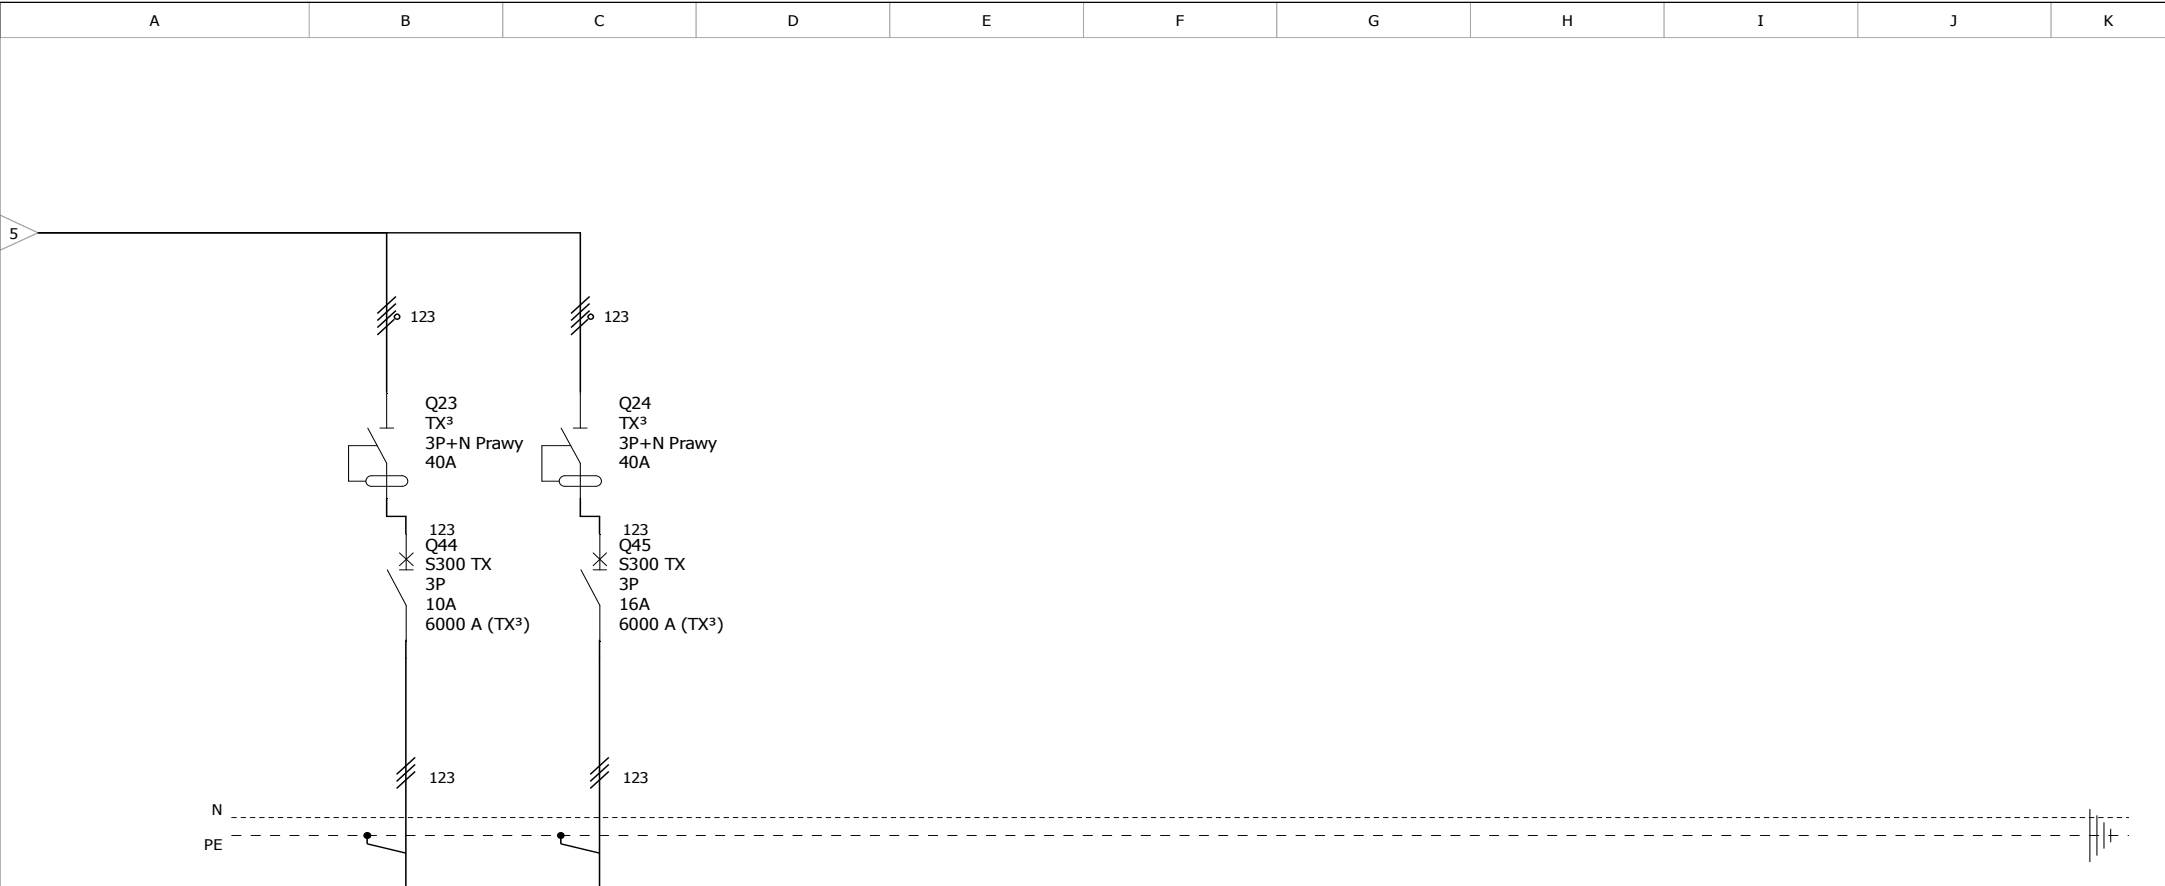 A B C D E F G H I J K
5
123 123
Q23
TX³
3P+N Prawy
40A
Q24
TX³
3P+N Prawy
40A
123
Q44
S300 TX
3P
10A
6000 A (TX³)
123
Q45
S300 TX
3P
16A
6000 A (TX³)
123 123
N
PE